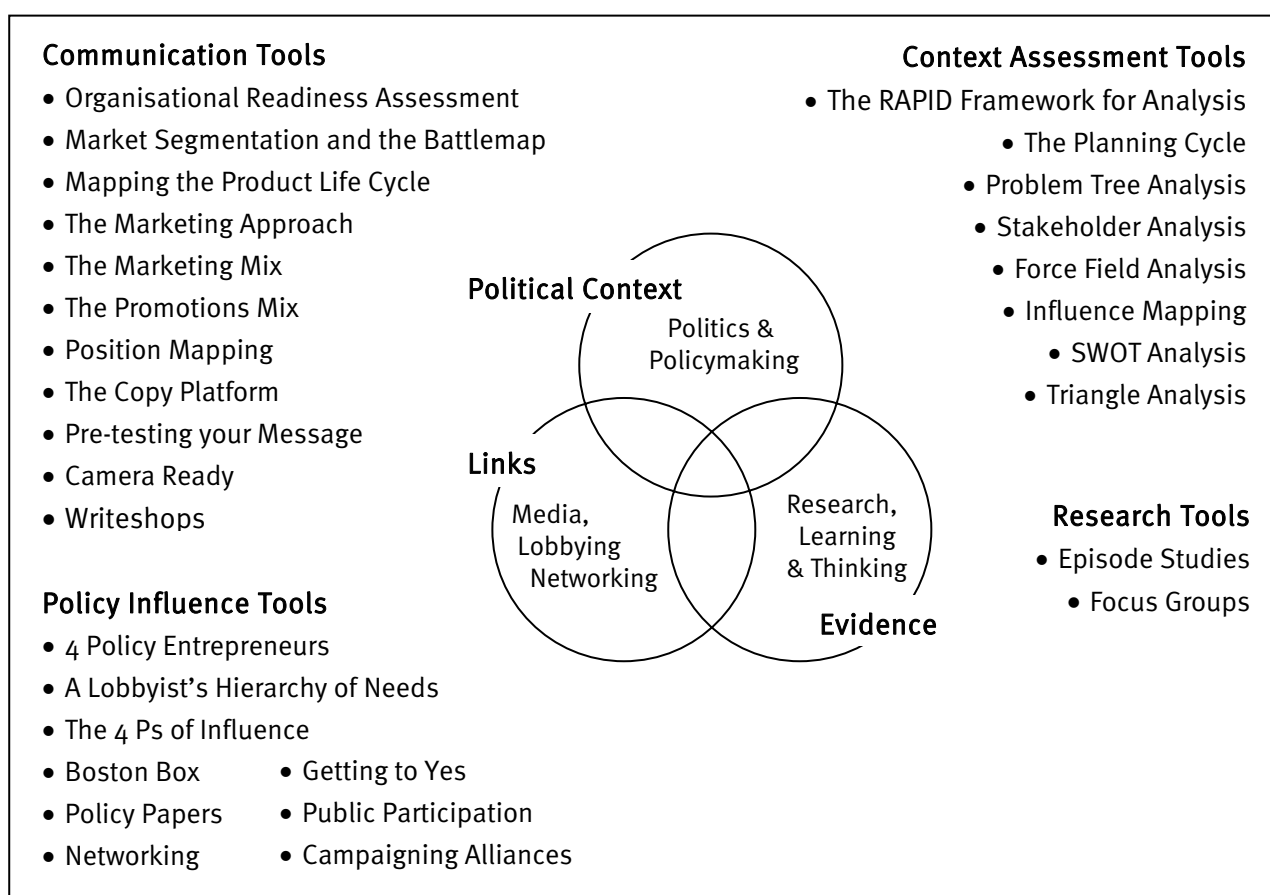 Communication Tools
• Organisational Readiness Assessment
• Market Segmentation and the Battlemap
• Mapping the Product Life Cycle
• The Marketing Approach
• The Marketing Mix
• The Promotions Mix
• Position Mapping
• The Copy Platform
• Pre-testing your Message
• Camera Ready
• Writeshops
Policy Influence Tools
• 4 Policy Entrepreneurs
• A Lobbyist's Hierarchy of Needs
• The 4 Ps of Influence
• Boston Box
• Policy Papers
• Networking
• Getting to Yes
• Public Participation
• Campaigning Alliances
Political Context
Politics &
Policymaking
Links
Media,
Lobbying
Networking
Research,
Learning
& Thinking
Evidence
Context Assessment Tools
• The RAPID Framework for Analysis
• The Planning Cycle
• Problem Tree Analysis
• Stakeholder Analysis
• Force Field Analysis
• Influence Mapping
• SWOT Analysis
• Triangle Analysis
Research Tools
• Episode Studies
• Focus Groups